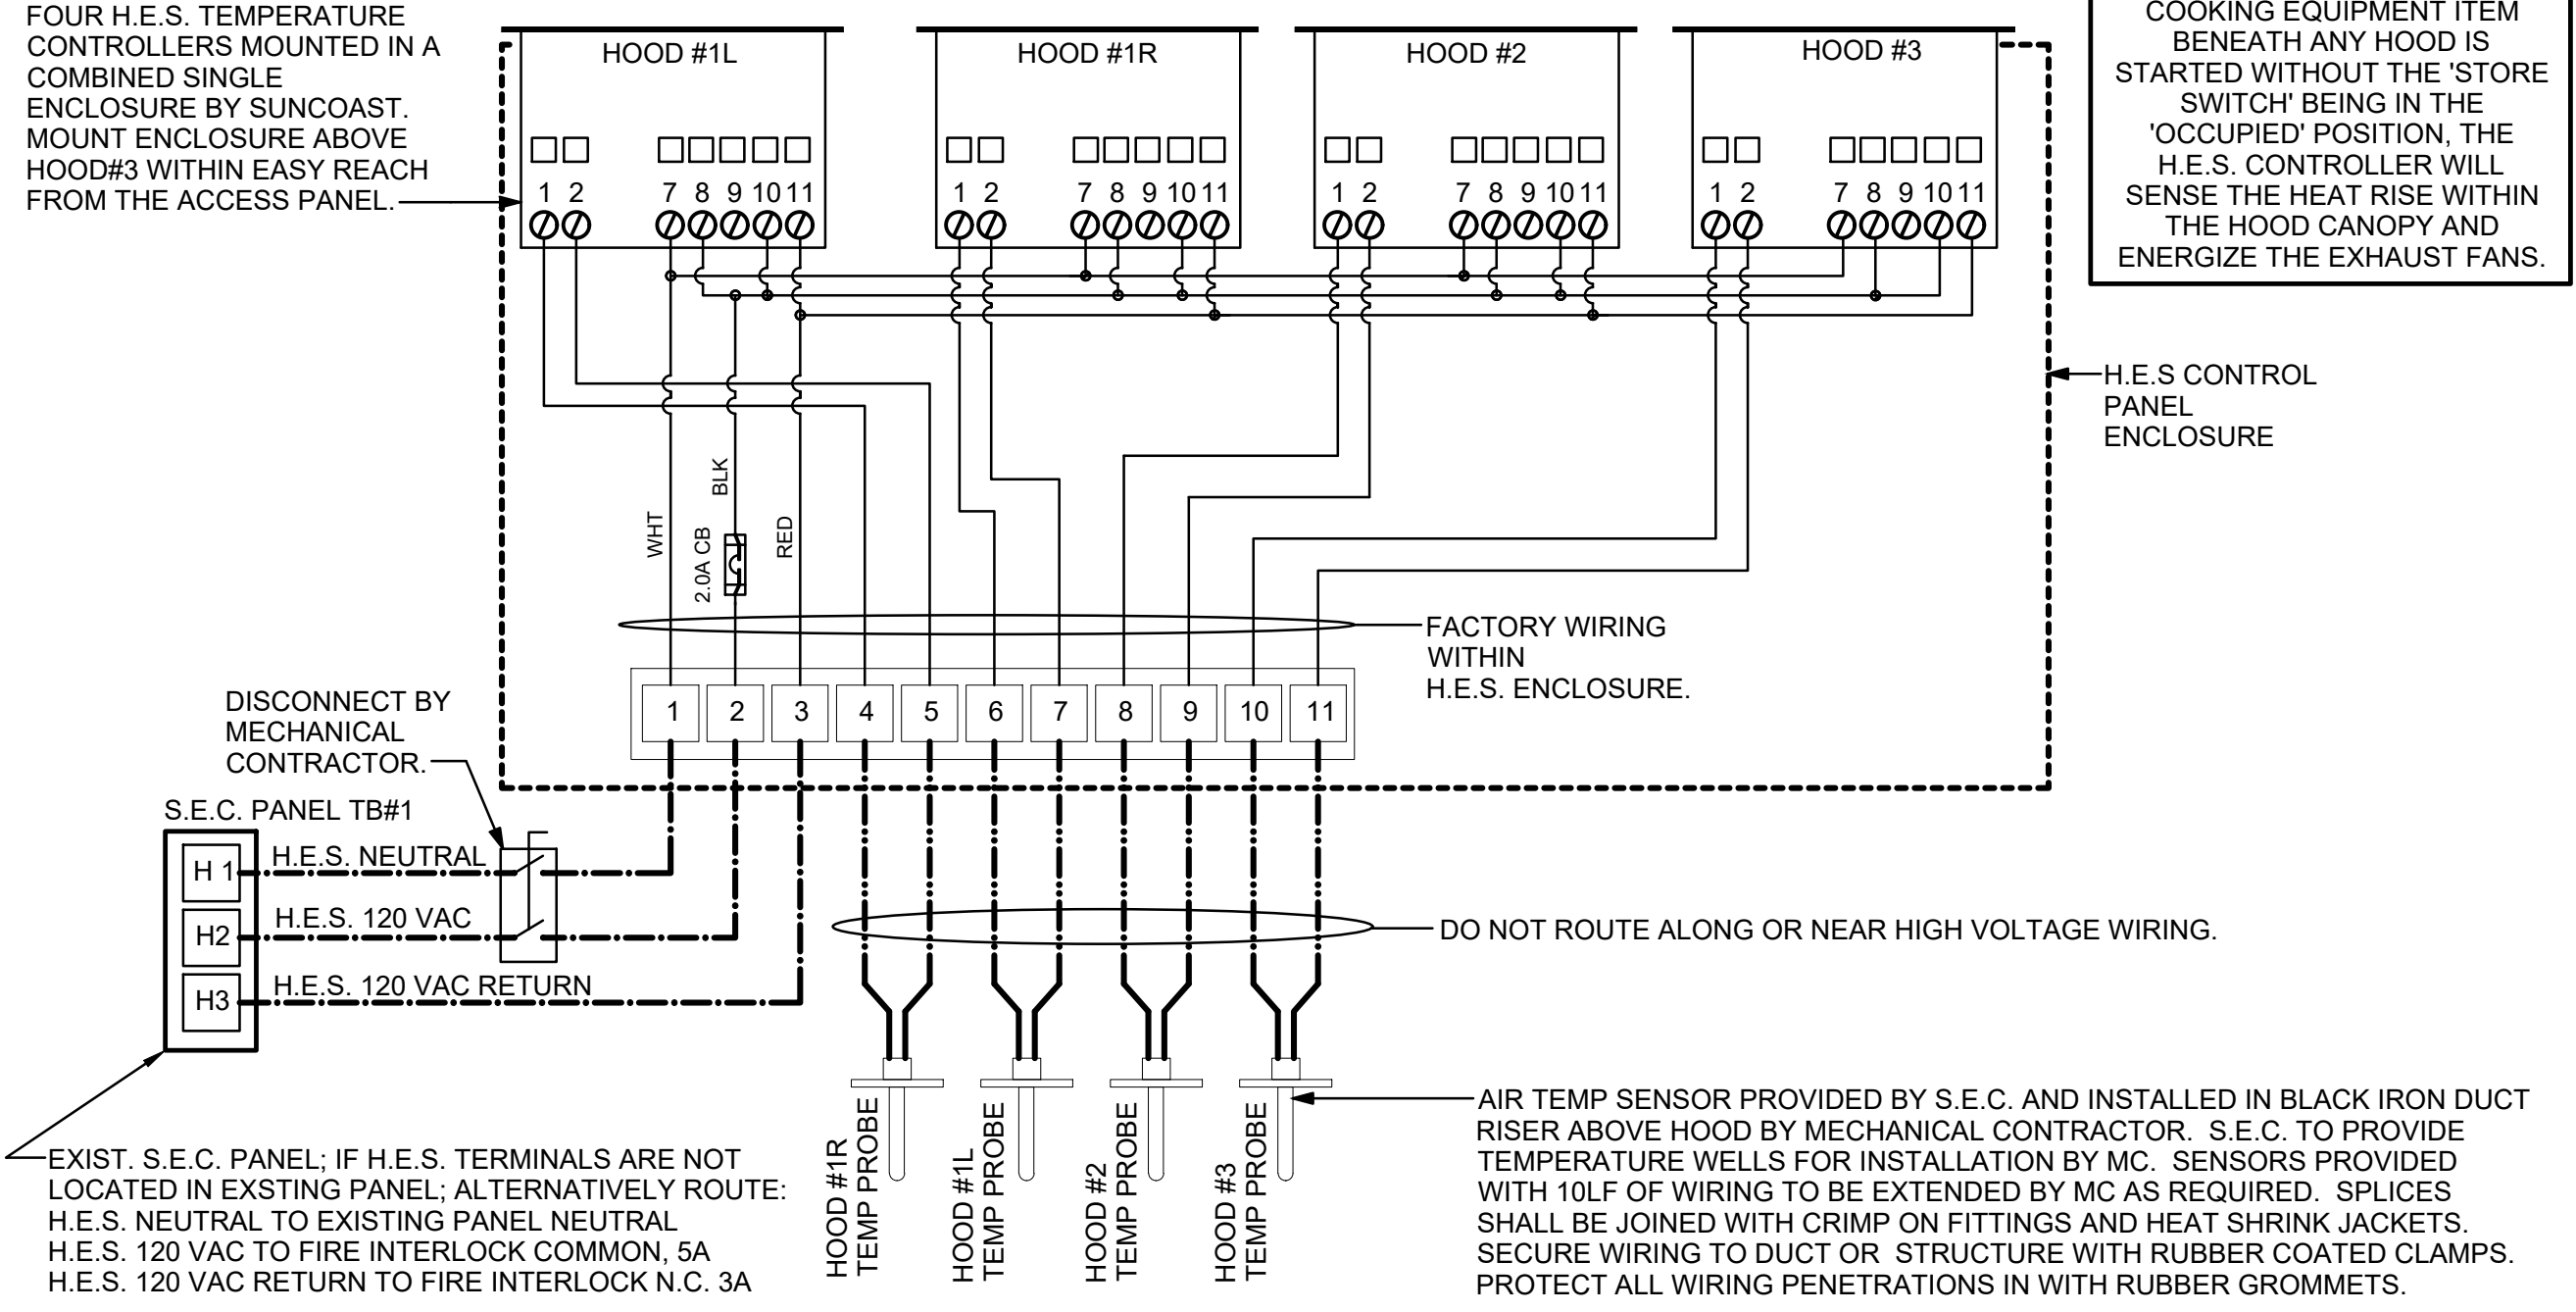 FOUR H.E.S. TEMPERATURE
CONTROLLERS MOUNTED IN A
COMBINED SINGLE
ENCLOSURE BY SUNCOAST.
MOUNT ENCLOSURE ABOVE
HOOD#3 WITHIN EASY REACH
FROM THE ACCESS PANEL.
HOOD #1L
1 2 7 8 9 10 11
HOOD #1R
1 2 7 8 9 10 11
HOOD #2
1 2 7 8 9 10 11
HOOD #3
1 2 7 8 9 10 11
COOKING EQUIPMENT ITEM
BENEATH ANY HOOD IS
STARTED WITHOUT THE 'STORE
SWITCH' BEING IN THE
'OCCUPIED' POSITION, THE
H.E.S. CONTROLLER WILL
SENSE THE HEAT RISE WITHIN
THE HOOD CANOPY AND
ENERGIZE THE EXHAUST FANS.
H.E.S CONTROL
PANEL
ENCLOSURE
WHT
BLK
2.0A CB
RED
FACTORY WIRING
WITHIN
H.E.S. ENCLOSURE.
1 2 3 4 5 6 7 8 9 10 11
DISCONNECT BY
MECHANICAL
CONTRACTOR.
S.E.C. PANEL TB#1
H 1
H.E.S. NEUTRAL
H2
H.E.S. 120 VAC
H3
H.E.S. 120 VAC RETURN
DO NOT ROUTE ALONG OR NEAR HIGH VOLTAGE WIRING.
HOOD #1R
TEMP PROBE
HOOD #1L
TEMP PROBE
HOOD #2
TEMP PROBE
HOOD #3
TEMP PROBE
EXIST. S.E.C. PANEL; IF H.E.S. TERMINALS ARE NOT
LOCATED IN EXSTING PANEL; ALTERNATIVELY ROUTE:
H.E.S. NEUTRAL TO EXISTING PANEL NEUTRAL
H.E.S. 120 VAC TO FIRE INTERLOCK COMMON, 5A
H.E.S. 120 VAC RETURN TO FIRE INTERLOCK N.C. 3A
AIR TEMP SENSOR PROVIDED BY S.E.C. AND INSTALLED IN BLACK IRON DUCT
RISER ABOVE HOOD BY MECHANICAL CONTRACTOR. S.E.C. TO PROVIDE
TEMPERATURE WELLS FOR INSTALLATION BY MC. SENSORS PROVIDED
WITH 10LF OF WIRING TO BE EXTENDED BY MC AS REQUIRED. SPLICES
SHALL BE JOINED WITH CRIMP ON FITTINGS AND HEAT SHRINK JACKETS.
SECURE WIRING TO DUCT OR STRUCTURE WITH RUBBER COATED CLAMPS.
PROTECT ALL WIRING PENETRATIONS IN WITH RUBBER GROMMETS.